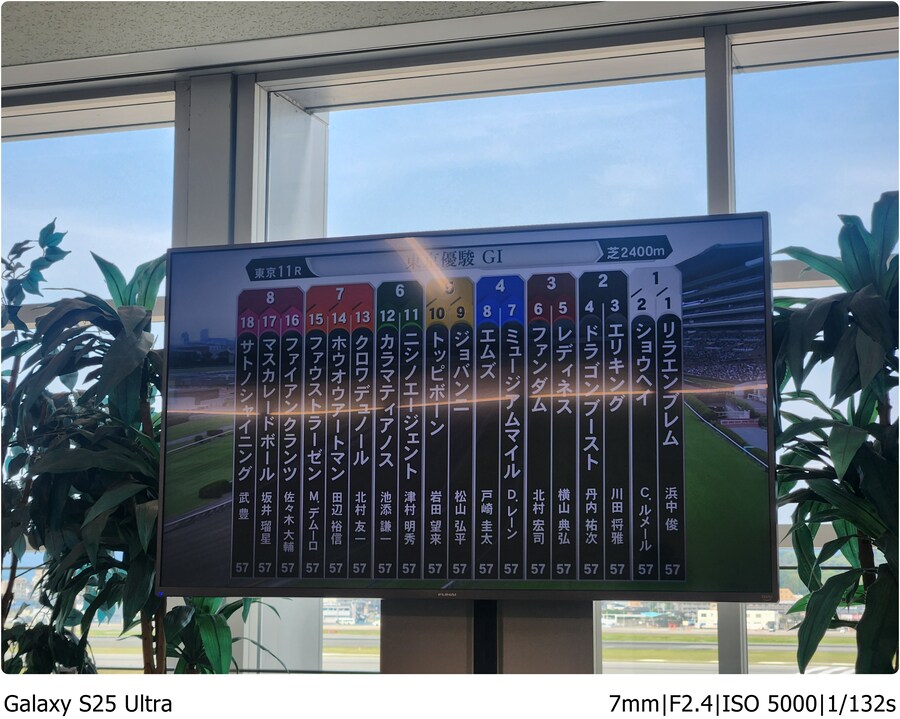 東京11R
東京優駿 GI
芝2400m
1
1 リラエンブレム 浜中 俊 57
2 ショウヘイ C.ルメール 57
2
3 エリキング 川田 将雅 57
4 ドラゴンブースト 丹内 祐次 57
3
5 レディネス 横山 典弘 57
6 ファンダム 北村 宏司 57
4
7 ミュージアムマイル D.レーン 57
8 エムズ 戸崎 圭太 57
5
9 ジョバンニ 松山 弘平 57
10 トッピボーン 岩田 望来 57
6
11 ニシノエージェント 津村 明秀 57
12 カラマティアノス 池添 謙一 57
7
13 クロワデュノール 北村 友一 57
14 ホウオウアートマン 田辺 裕信 57
15 ファウストラーゼン M.デムーロ 57
8
16 ファイアンクランツ 佐々木 大輔 57
17 マスカレードボール 坂井 瑠星 57
18 サトノシャイニング 武 豊 57
FUNAI
Galaxy S25 Ultra
7mm|F2.4|ISO 5000|1/132s